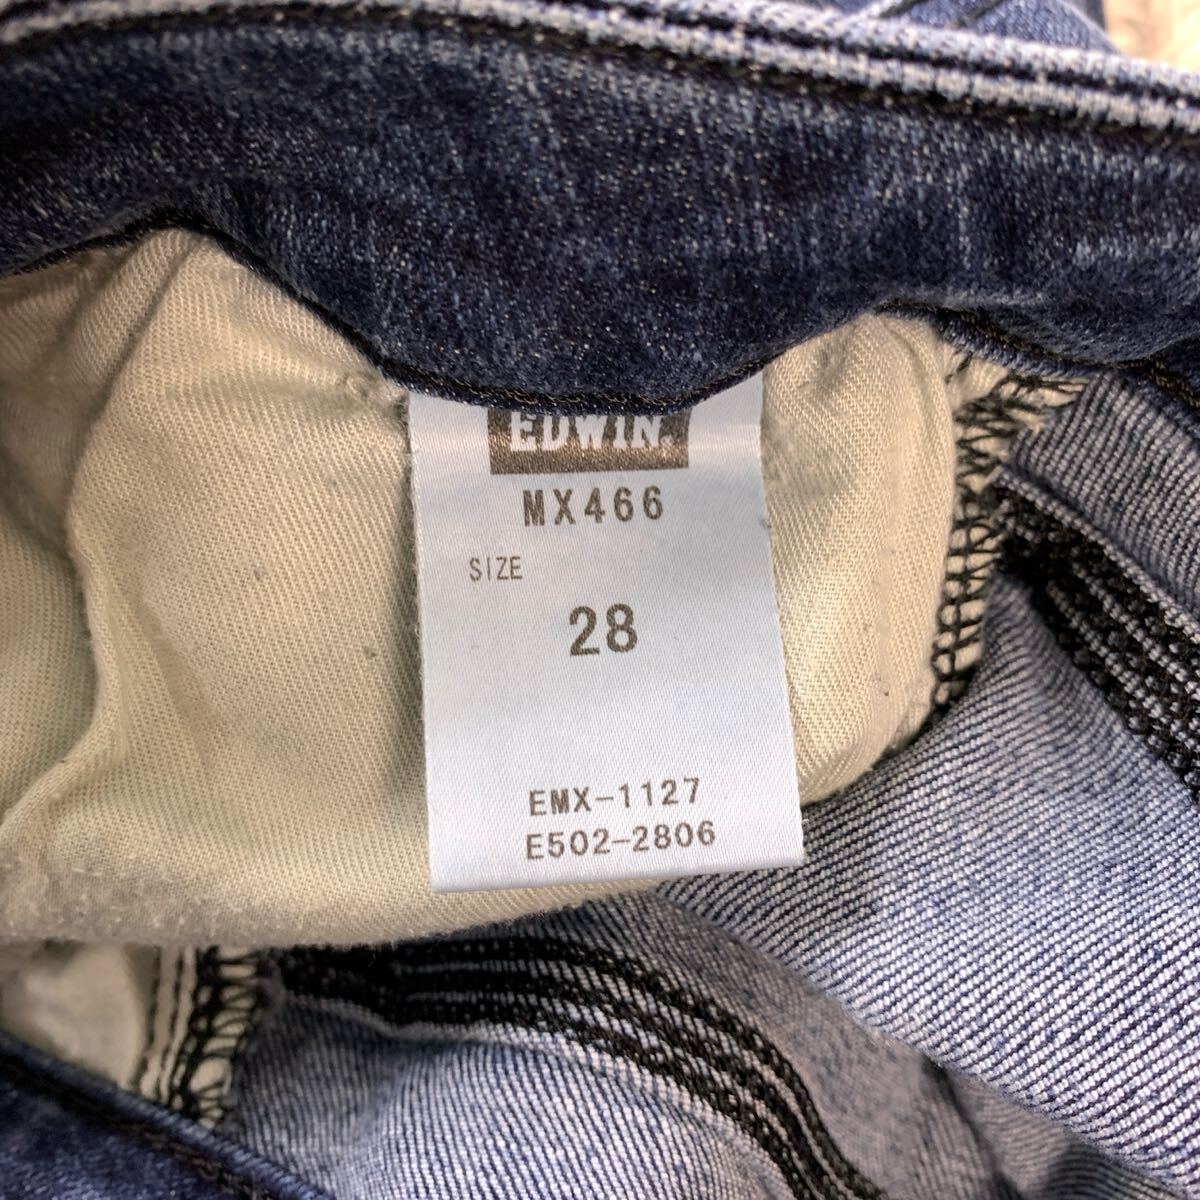 EDWIN.
MX466
SIZE
28
EMX-1127
E502-2806